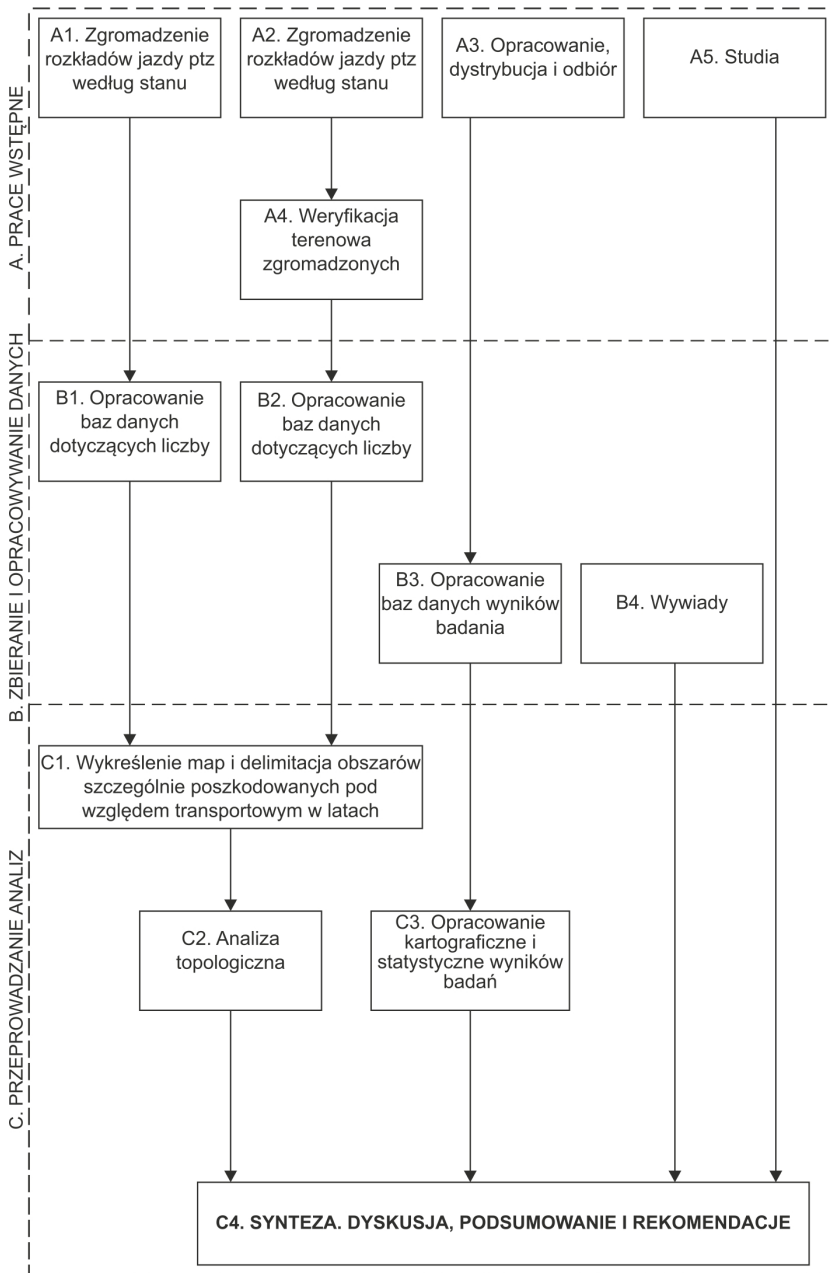 A. PRACE WSTĘPNE
A1. Zgromadzenie
rozkładów jazdy ptz
według stanu
A2. Zgromadzenie
rozkładów jazdy ptz
według stanu
A3. Opracowanie,
dystrybucja i odbiór
A5. Studia
A4. Weryfikacja
terenowa
zgromadzonych
B. ZBIERANIE I OPRACOWYWANIE DANYCH
B1. Opracowanie
baz danych
dotyczących liczby
B2. Opracowanie
baz danych
dotyczących liczby
B3. Opracowanie
baz danych wyników
badania
B4. Wywiady
C. PRZEPROWADZANIE ANALIZ
C1. Wykreślenie map i delimitacja obszarów
szczególnie poszkodowanych pod
względem transportowym w latach
C2. Analiza
topologiczna
C3. Opracowanie
kartograficzne i
statystyczne wyników
badań
C4. SYNTEZA. DYSKUSJA, PODSUMOWANIE I REKOMENDACJE